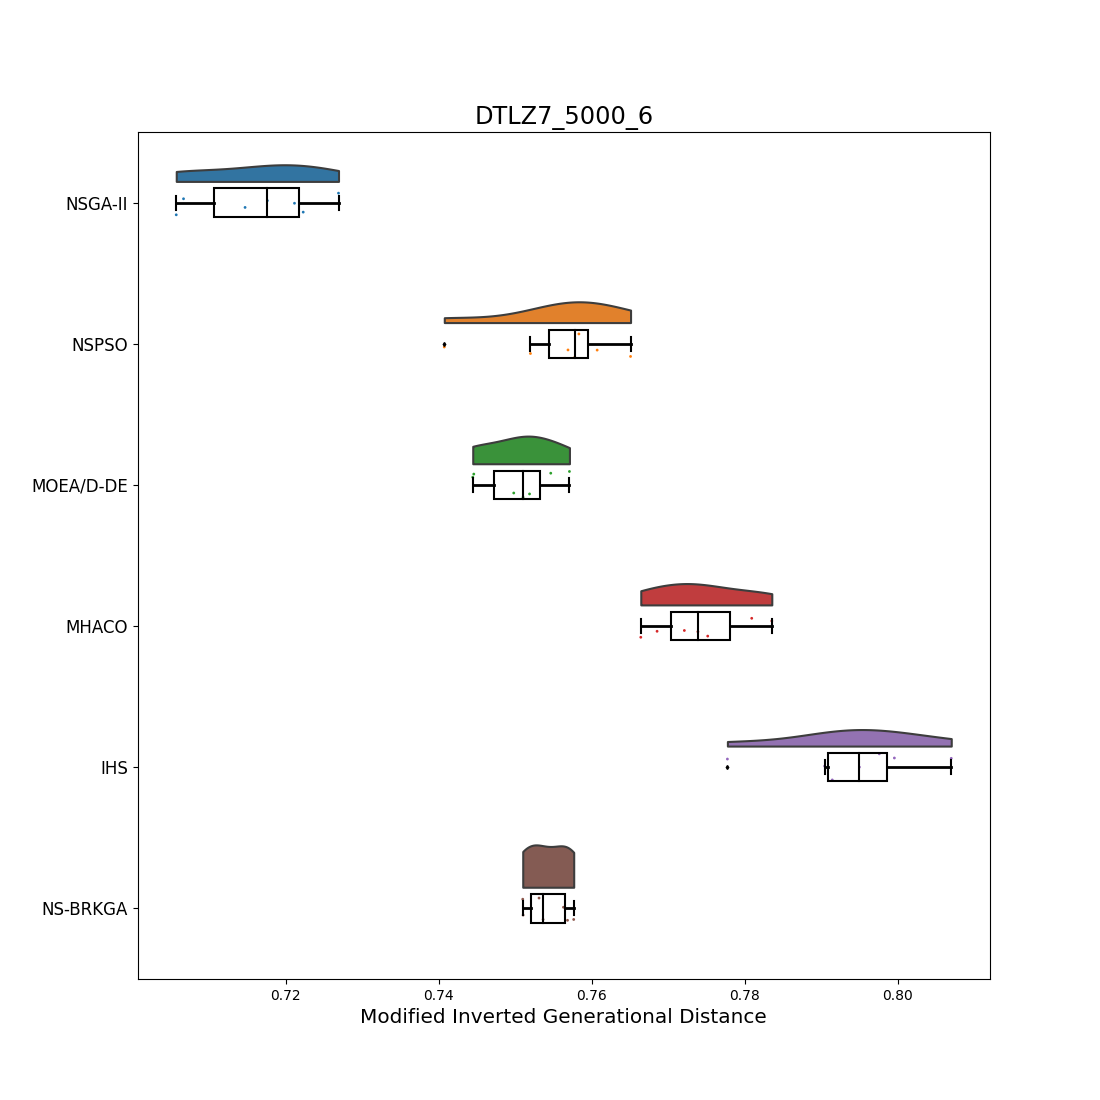 DTLZ7_5000_6
NSGA-II
NSPSO
MOEA/D-DE
MHACO
IHS
NS-BRKGA
0.72 0.74 0.76 0.78 0.80
Modified Inverted Generational Distance